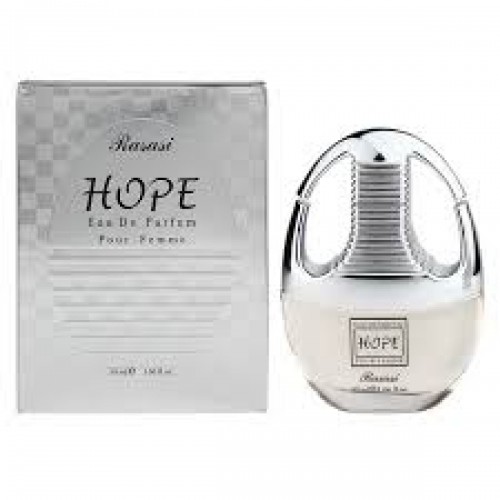 Rasasi
HOPE
Eau De Parfum
Pour Femme
HOPE
Rasasi